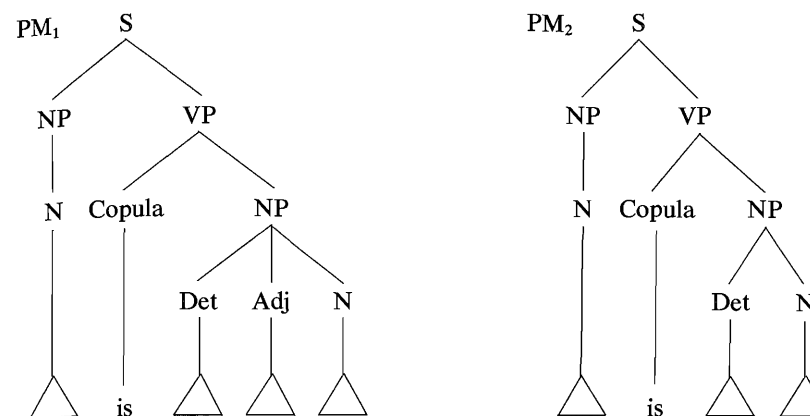 PM₁ S PM₂ S
NP VP NP VP
N Copula NP N Copula NP
Det Adj N Det N
is is